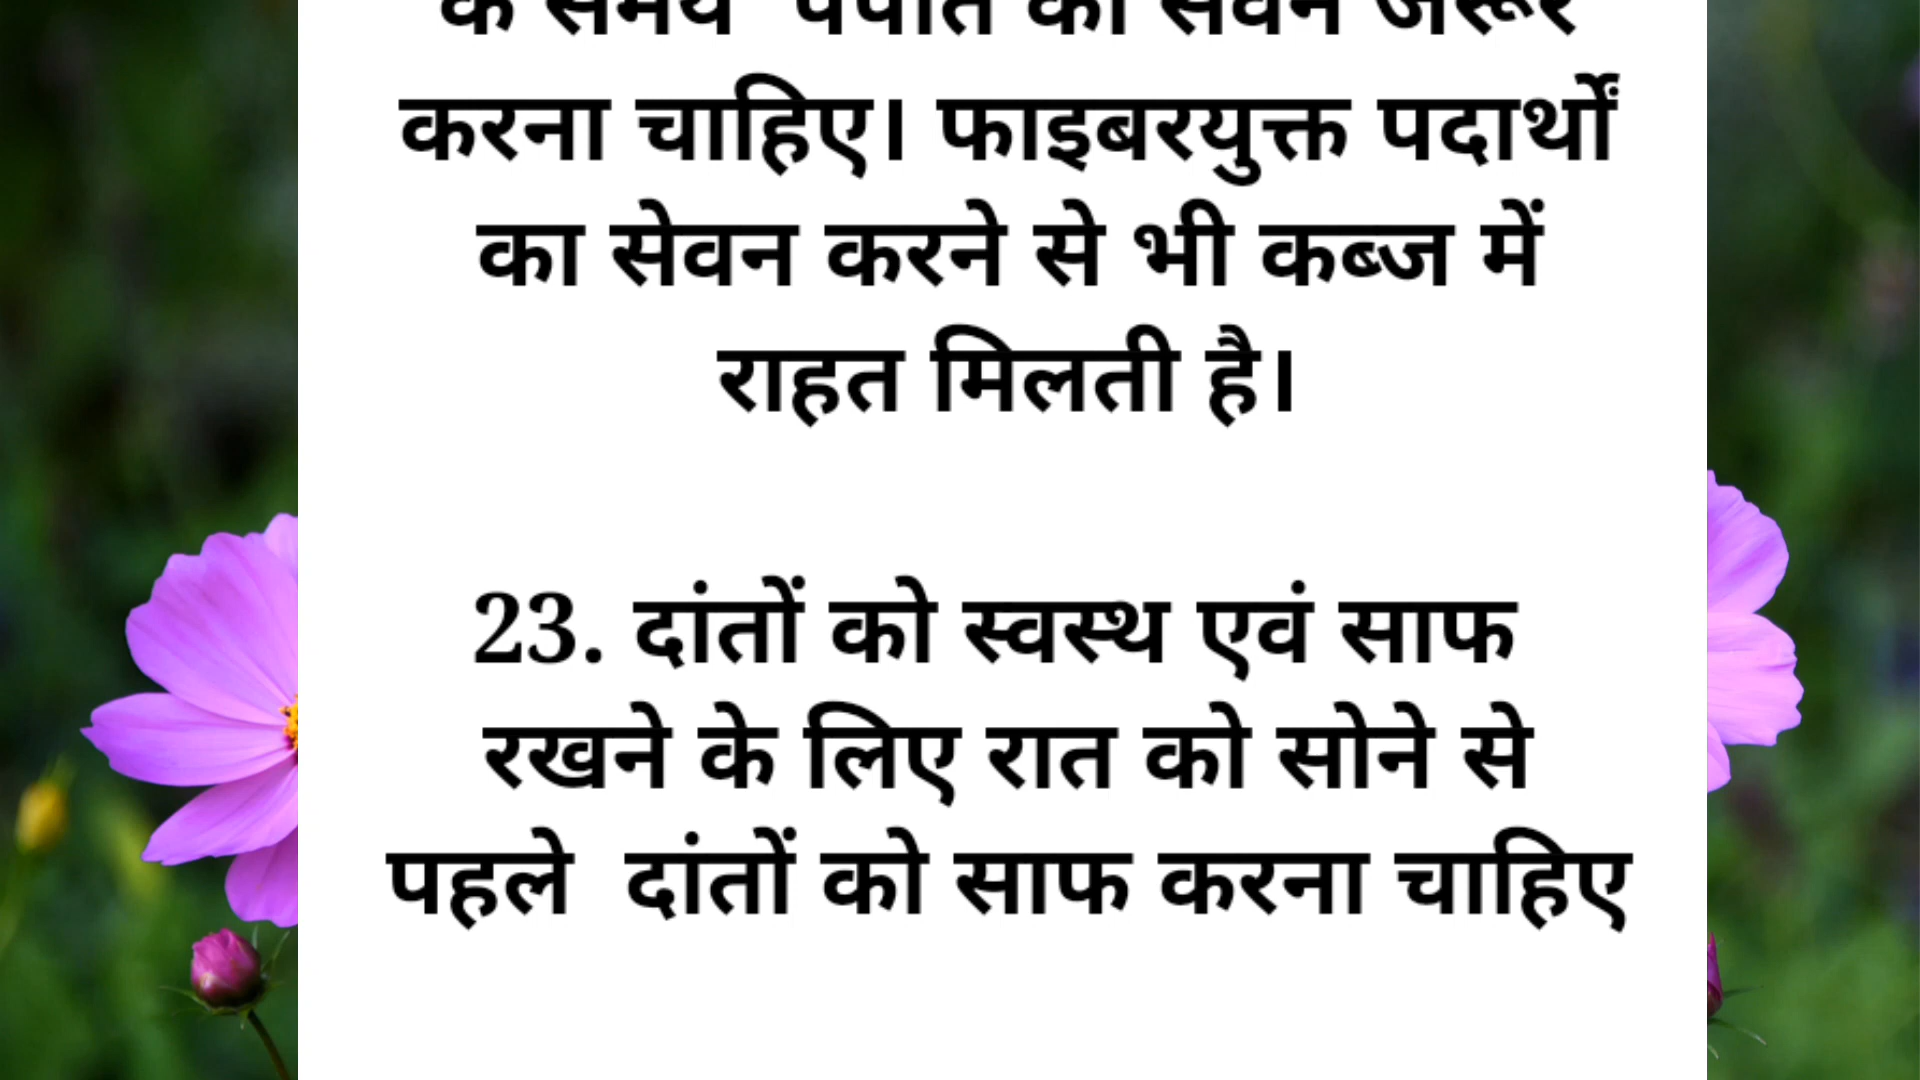 के समय पपीते का सेवन जरूर
करना चाहिए। फाइबरयुक्त पदार्थों
का सेवन करने से भी कब्ज में
राहत मिलती है।
23. दांतों को स्वस्थ एवं साफ
रखने के लिए रात को सोने से
पहले दांतों को साफ करना चाहिए